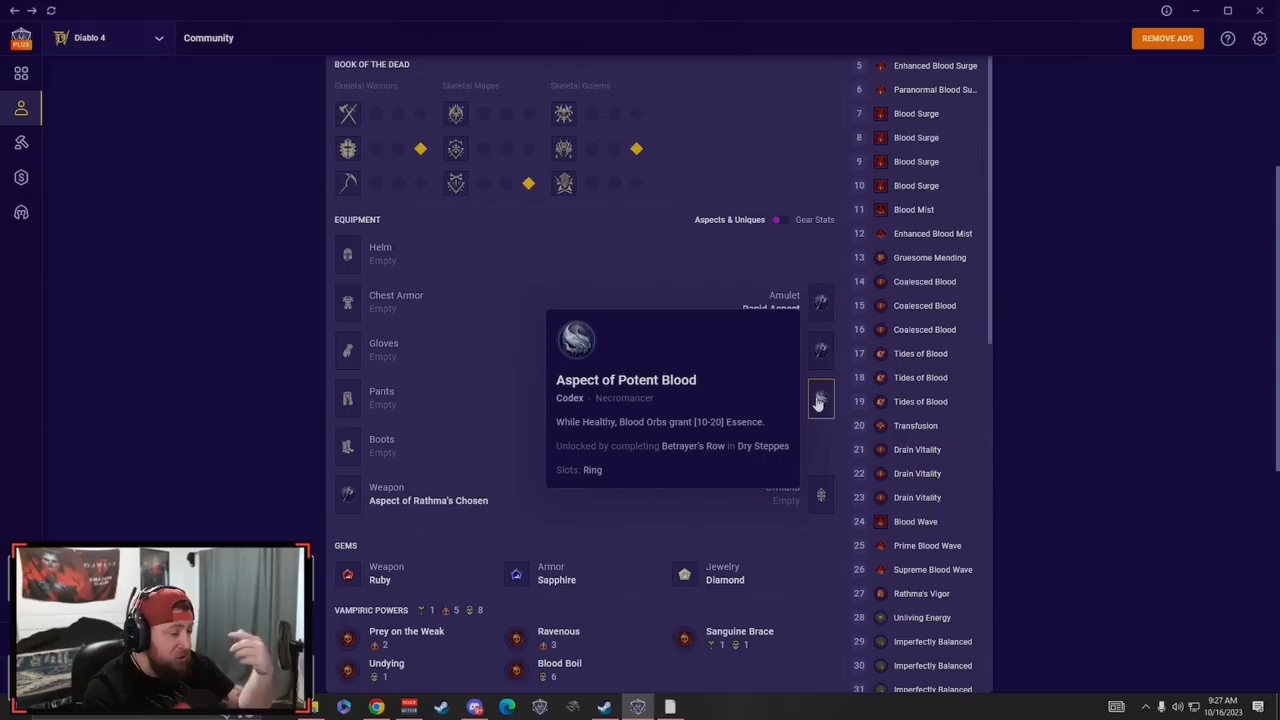 Diablo 4
Community
REMOVE ADS
PLUS
BOOK OF THE DEAD
Skeletal Warriors
Skeletal Mages
Skeletal Golems
EQUIPMENT
Aspects & Uniques
Gear Stats
Helm
Empty
Chest Armor
Empty
Amulet
Rapid Aspect
Gloves
Empty
Pants
Empty
Boots
Empty
Weapon
Aspect of Rathma's Chosen
Empty
Aspect of Potent Blood
Codex - Necromancer
While Healthy, Blood Orbs grant [10-20] Essence.
Unlocked by completing Betrayer's Row in Dry Steppes
Slots: Ring
GEMS
Weapon
Ruby
Armor
Sapphire
Jewelry
Diamond
VAMPIRIC POWERS 1 5 8
Prey on the Weak
2
Ravenous
3
Sanguine Brace
1 1
Undying
1
Blood Boil
6
5 Enhanced Blood Surge
6 Paranormal Blood Su...
7 Blood Surge
8 Blood Surge
9 Blood Surge
10 Blood Surge
11 Blood Mist
12 Enhanced Blood Mist
13 Gruesome Mending
14 Coalesced Blood
15 Coalesced Blood
16 Coalesced Blood
17 Tides of Blood
18 Tides of Blood
19 Tides of Blood
20 Transfusion
21 Drain Vitality
22 Drain Vitality
23 Drain Vitality
24 Blood Wave
25 Prime Blood Wave
26 Supreme Blood Wave
27 Rathma's Vigor
28 Unliving Energy
29 Imperfectly Balanced
30 Imperfectly Balanced
31 Imperfectly Balanced
9:27 AM
10/16/2023